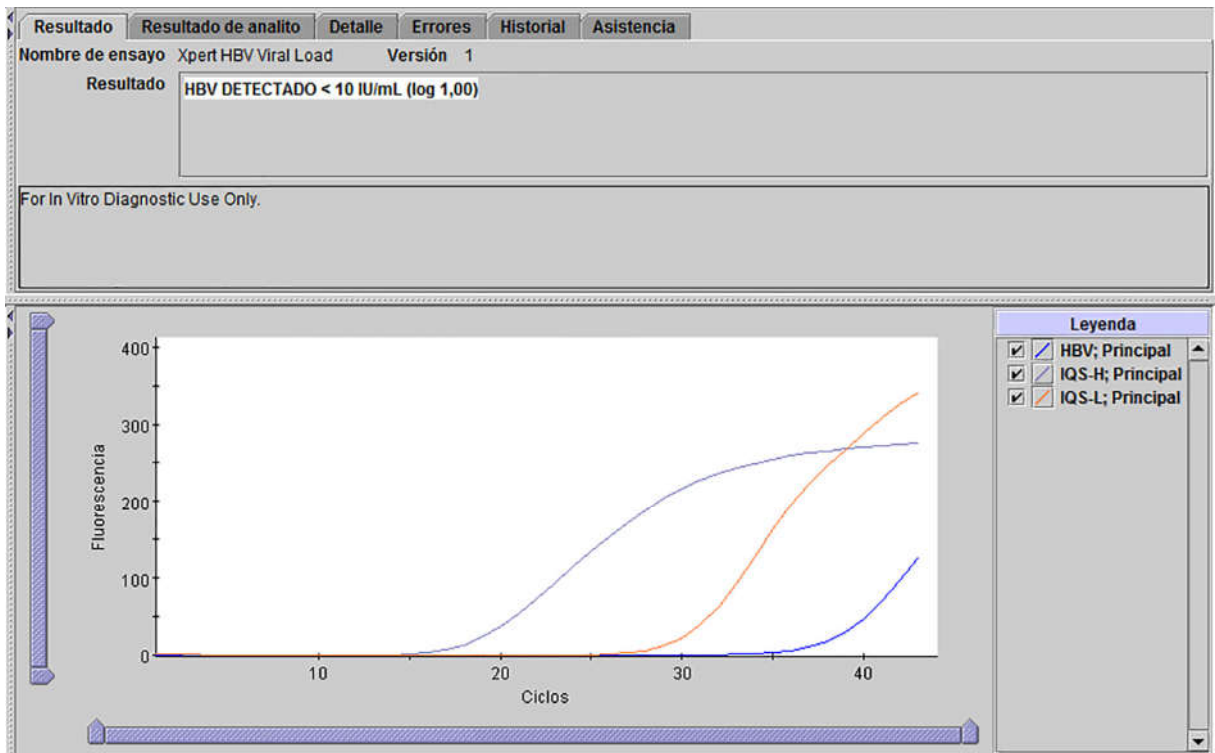 Resultado Resultado de analito Detalle Errores Historial Asistencia
Nombre de ensayo Xpert HBV Viral Load Versión 1
Resultado HBV DETECTADO < 10 IU/mL (log 1,00)
For In Vitro Diagnostic Use Only.
Leyenda
HBV; Principal
IQS-H; Principal
IQS-L; Principal
400
300
200
100
0
Fluorescencia
10 20 30 40
Ciclos